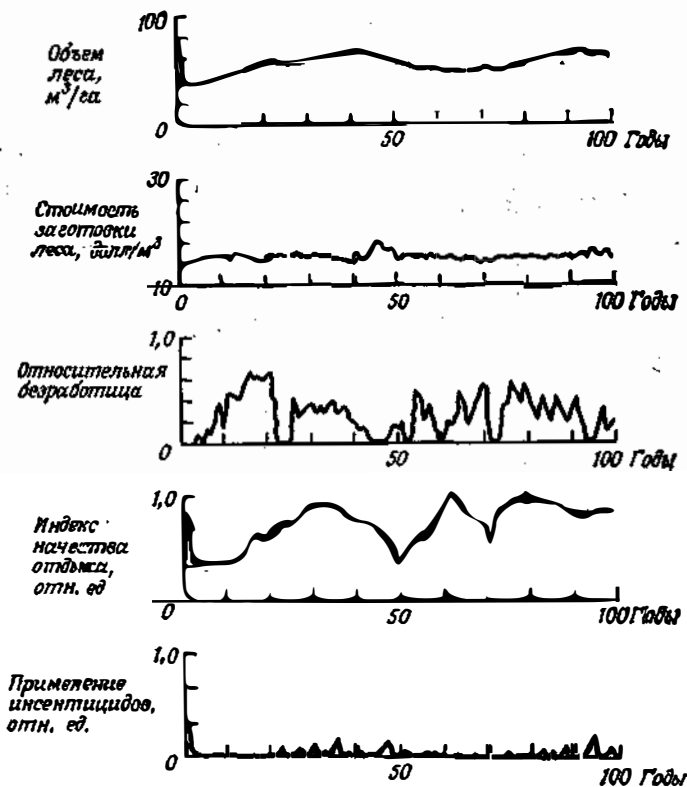 100
Объем
леса,
м³/га
0
50
100 Годы
30
Стоимость
заготовки
леса, долл/м³
10
0
50
100 Годы
1,0
Относительная
безработица
0
50
100 Годы
1,0
Индекс
качества
отдыха,
отн. ед
0
50
100 Годы
1,0
Применение
инсектицидов,
отн. ед.
0
50
100 Годы